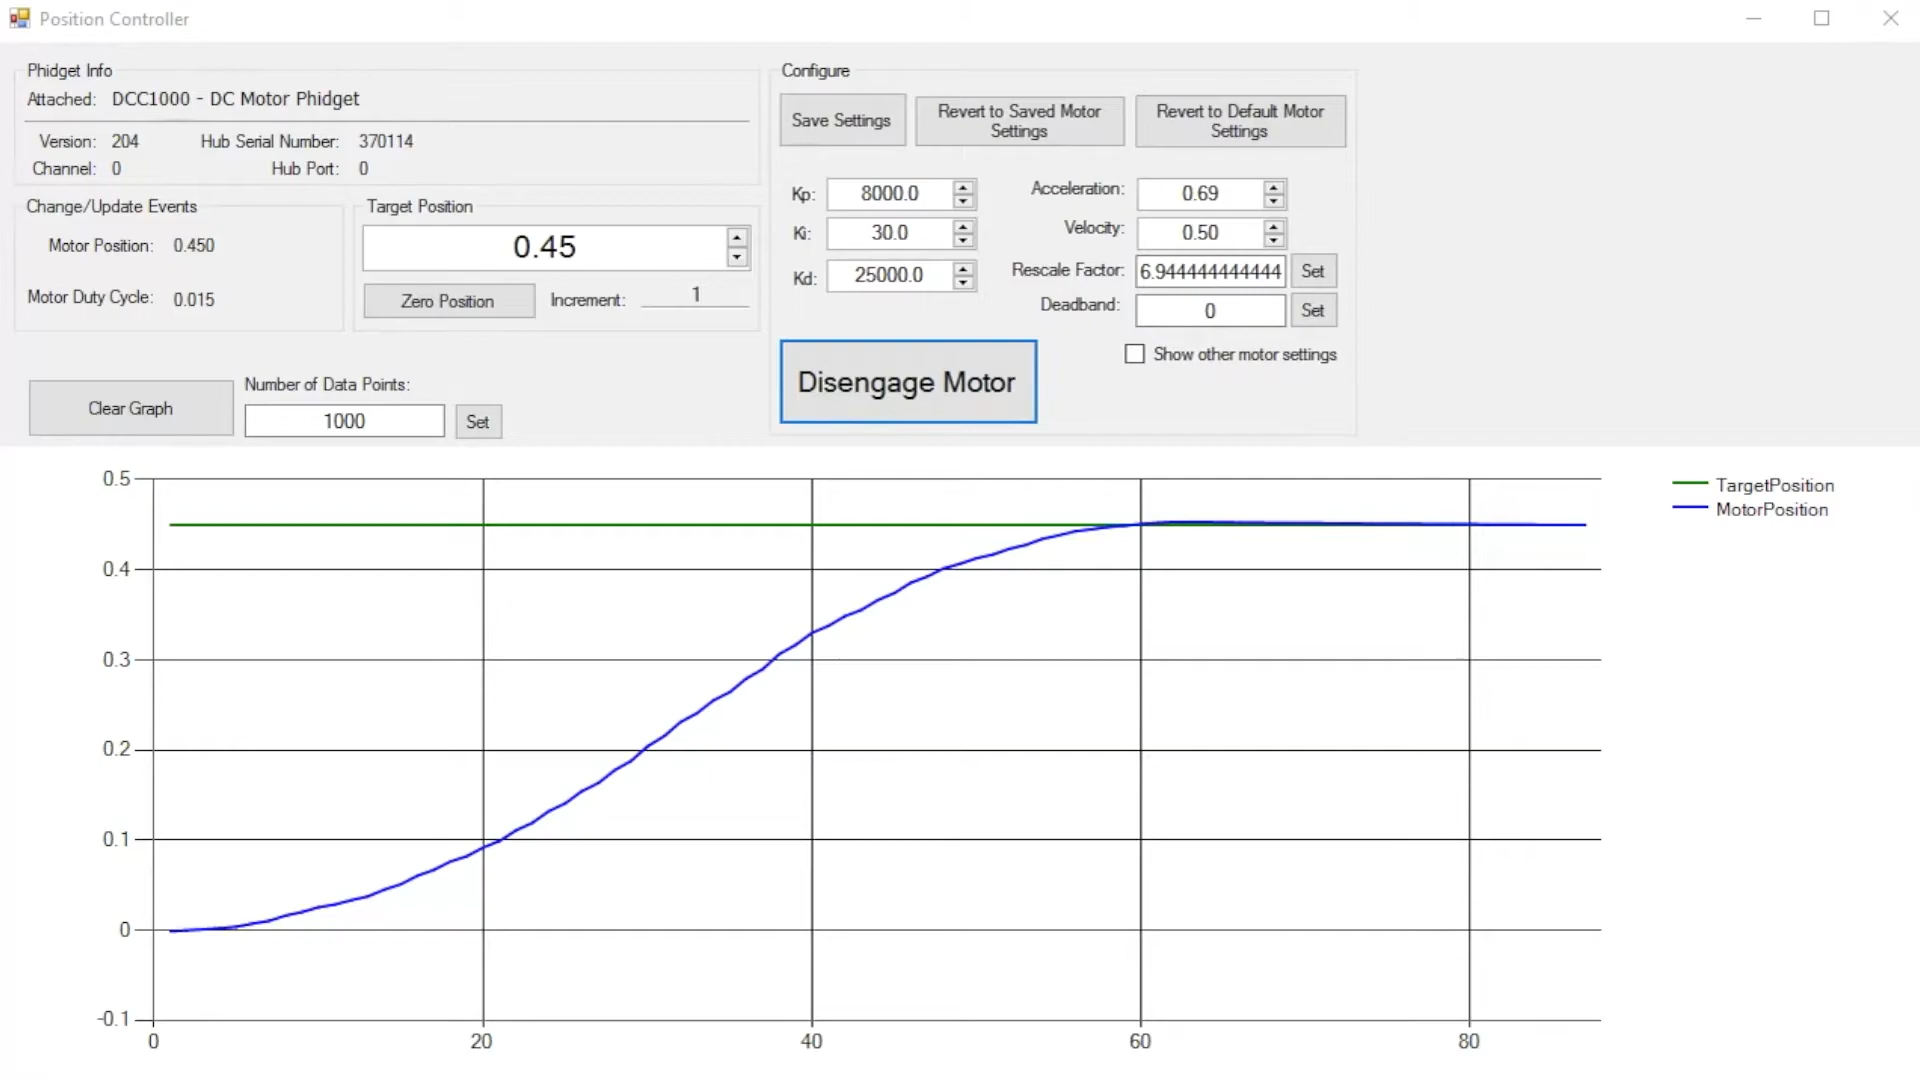 Position Controller
Phidget Info
Attached: DCC1000 - DC Motor Phidget
Version: 204 Hub Serial Number: 370114
Channel: 0 Hub Port: 0
Change/Update Events
Motor Position: 0.450
Motor Duty Cycle: 0.015
Target Position
0.45
Zero Position Increment: 1
Clear Graph
Number of Data Points:
1000 Set
Configure
Save Settings
Revert to Saved Motor
Settings
Revert to Default Motor
Settings
Kp: 8000.0
Ki: 30.0
Kd: 25000.0
Acceleration: 0.69
Velocity: 0.50
Rescale Factor: 6.944444444444 Set
Deadband: 0 Set
Show other motor settings
Disengage Motor
0.5
0.4
0.3
0.2
0.1
0
-0.1
0 20 40 60 80
TargetPosition
MotorPosition